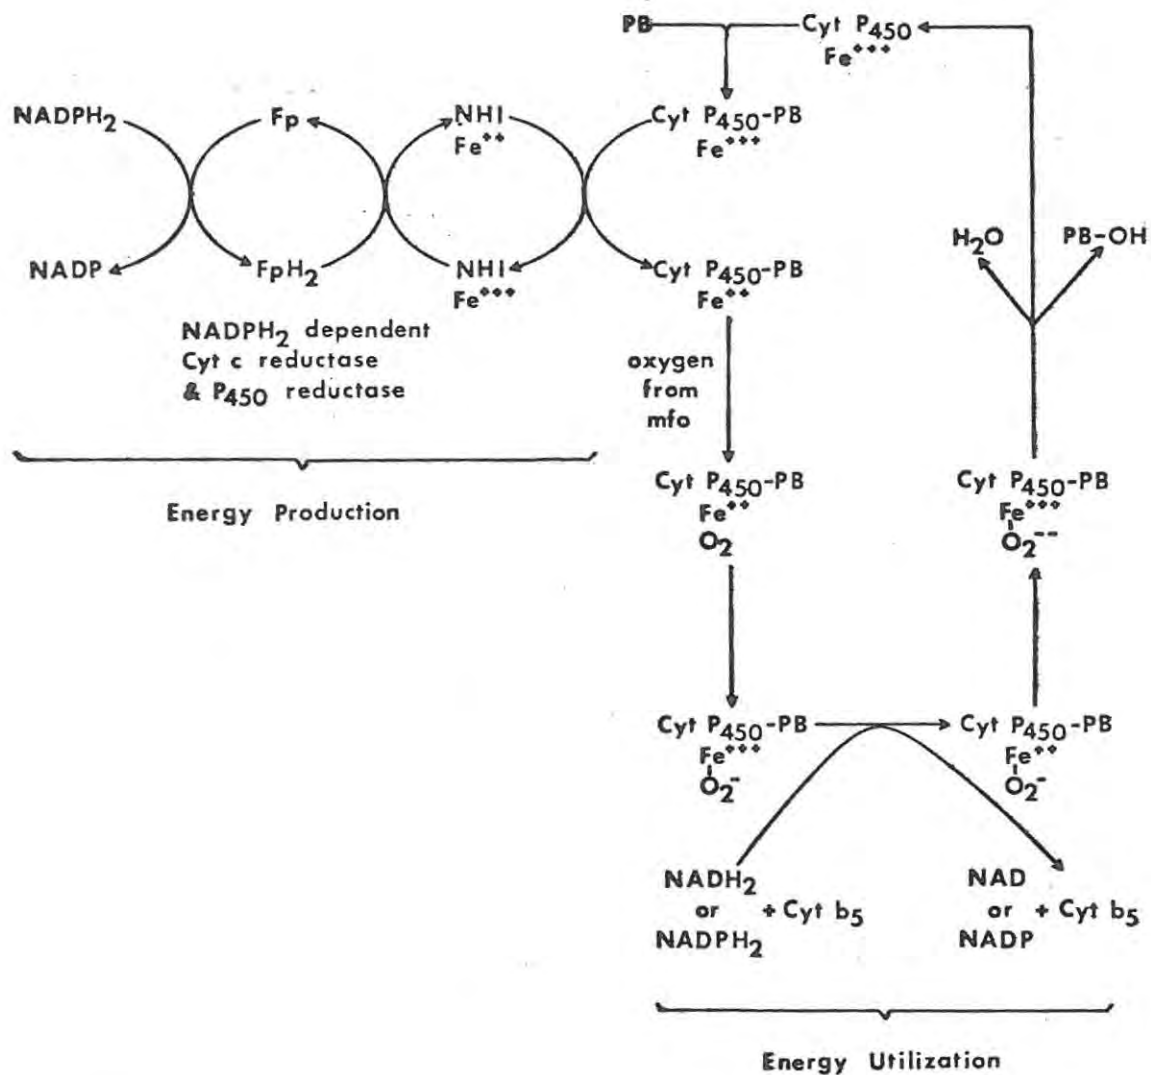 PB
Cyt P450
Fe+++
NADPH2
Fp
NHI
Fe++
Cyt P450-PB
Fe+++
NADP
FpH2
NHI
Fe+++
Cyt P450-PB
Fe++
H2O
PB-OH
NADPH2 dependent
Cyt c reductase
& P450 reductase
oxygen
from
mfo
Energy Production
Cyt P450-PB
Fe++
O2
Cyt P450-PB
Fe+++
O2--
Cyt P450-PB
Fe+++
O2-
Cyt P450-PB
Fe++
O2-
NADH2
or + Cyt b5
NADPH2
NAD
or + Cyt b5
NADP
Energy Utilization